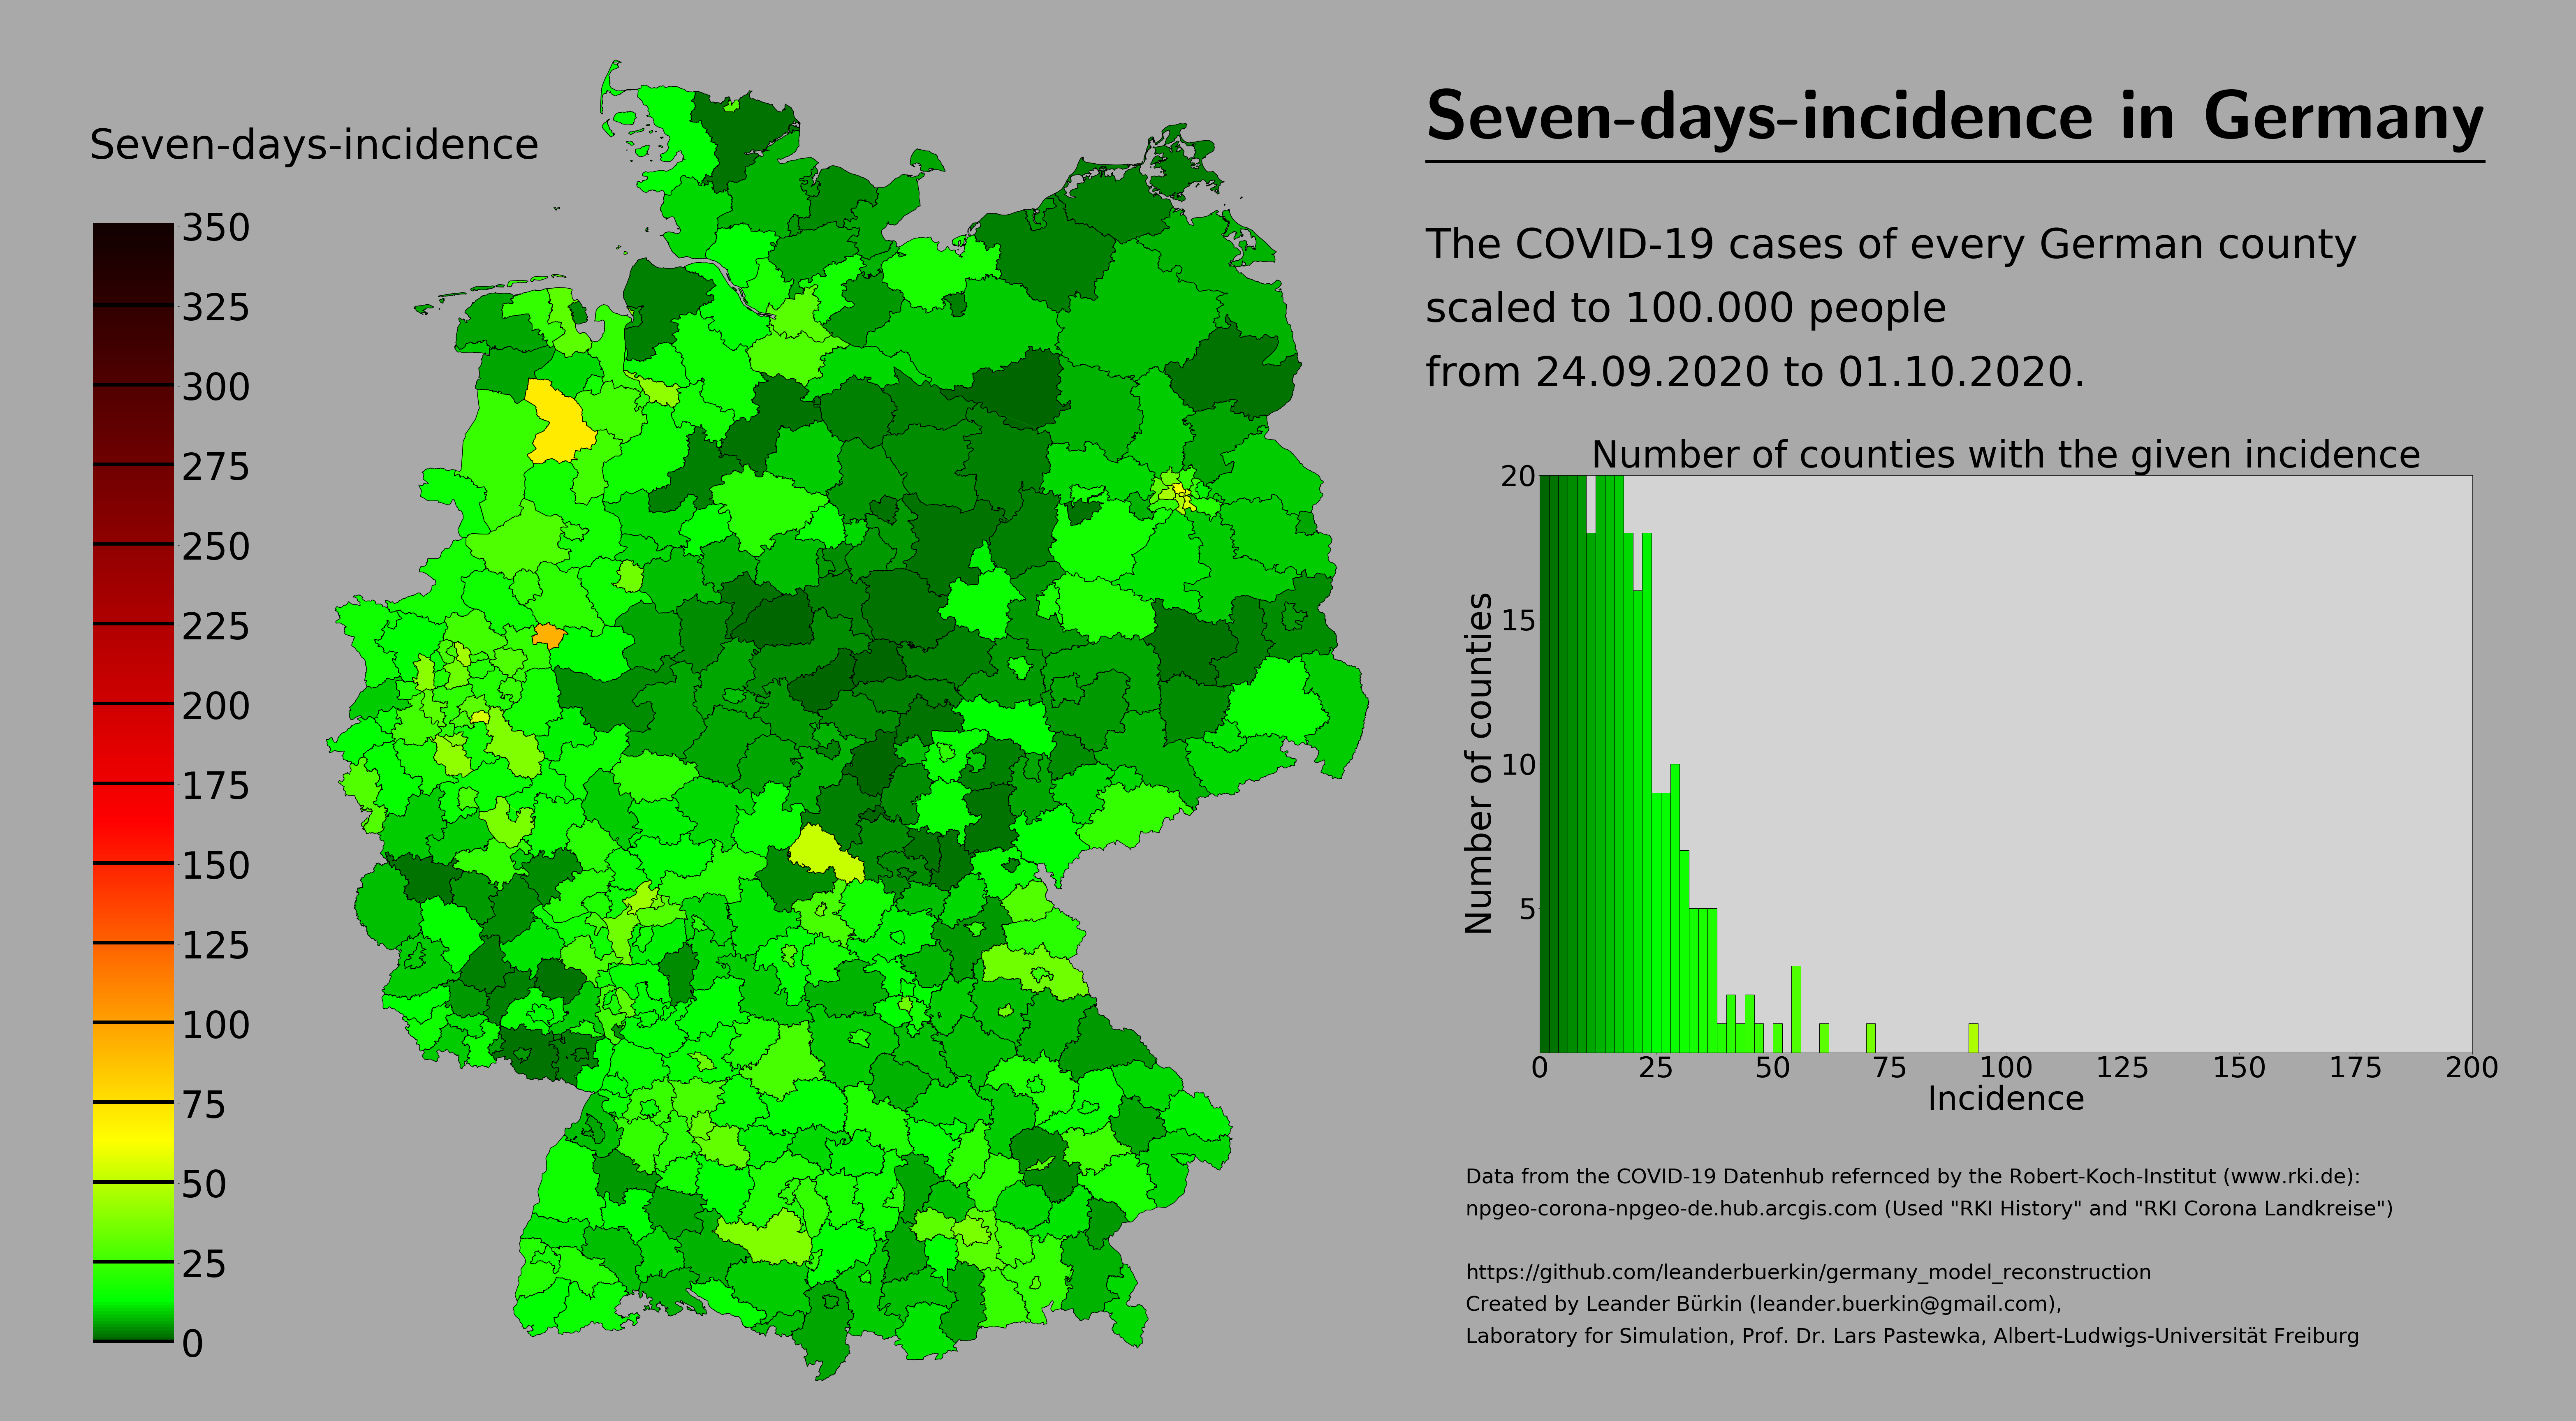 Seven-days-incidence in Germany
Seven-days-incidence
350
325
300
275
250
225
200
175
150
125
100
75
50
25
0
The COVID-19 cases of every German county
scaled to 100.000 people
from 24.09.2020 to 01.10.2020.
Number of counties with the given incidence
20
15
10
5
Number of counties
0 25 50 75 100 125 150 175 200
Incidence
Data from the COVID-19 Datenhub refernced by the Robert-Koch-Institut (www.rki.de):
npgeo-corona-npgeo-de.hub.arcgis.com (Used "RKI History" and "RKI Corona Landkreise")
https://github.com/leanderbuerkin/germany_model_reconstruction
Created by Leander Bürkin (leander.buerkin@gmail.com),
Laboratory for Simulation, Prof. Dr. Lars Pastewka, Albert-Ludwigs-Universität Freiburg